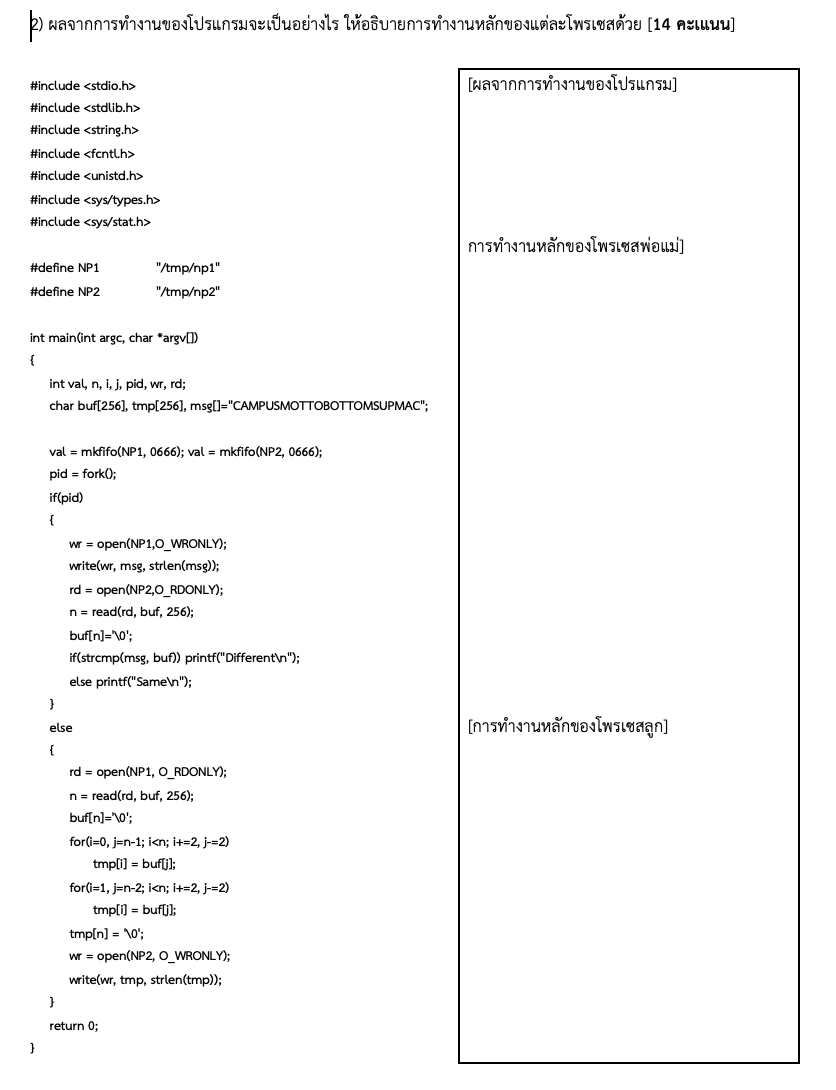 2) ผลจากการทำงานของโปรแกรมจะเป็นอย่างไร ให้อธิบายการทำงานหลักของแต่ละโพรเซสด้วย [14 คะแนน]
#include <stdio.h>
#include <stdlib.h>
#include <string.h>
#include <fcntl.h>
#include <unistd.h>
#include <sys/types.h>
#include <sys/stat.h>
#define NP1 "/tmp/np1"
#define NP2 "/tmp/np2"
int main(int argc, char *argv[])
{
int val, n, i, j, pid, wr, rd;
char buf[256], tmp[256], msg[]="CAMPUSMOTTOBOTTOMSUPMAC";
val = mkfifo(NP1, 0666); val = mkfifo(NP2, 0666);
pid = fork();
if(pid)
{
wr = open(NP1,O_WRONLY);
write(wr, msg, strlen(msg));
rd = open(NP2,O_RDONLY);
n = read(rd, buf, 256);
buf[n]='\0';
if(strcmp(msg, buf)) printf("Different\n");
else printf("Same\n");
}
else
{
rd = open(NP1, O_RDONLY);
n = read(rd, buf, 256);
buf[n]='\0';
for(i=0, j=n-1; i<n; i+=2, j-=2)
tmp[i] = buf[j];
for(i=1, j=n-2; i<n; i+=2, j-=2)
tmp[i] = buf[j];
tmp[n] = '\0';
wr = open(NP2, O_WRONLY);
write(wr, tmp, strlen(tmp));
}
return 0;
}
[ผลจากการทำงานของโปรแกรม]
การทำงานหลักของโพรเซสพ่อแม่]
[การทำงานหลักของโพรเซสลูก]